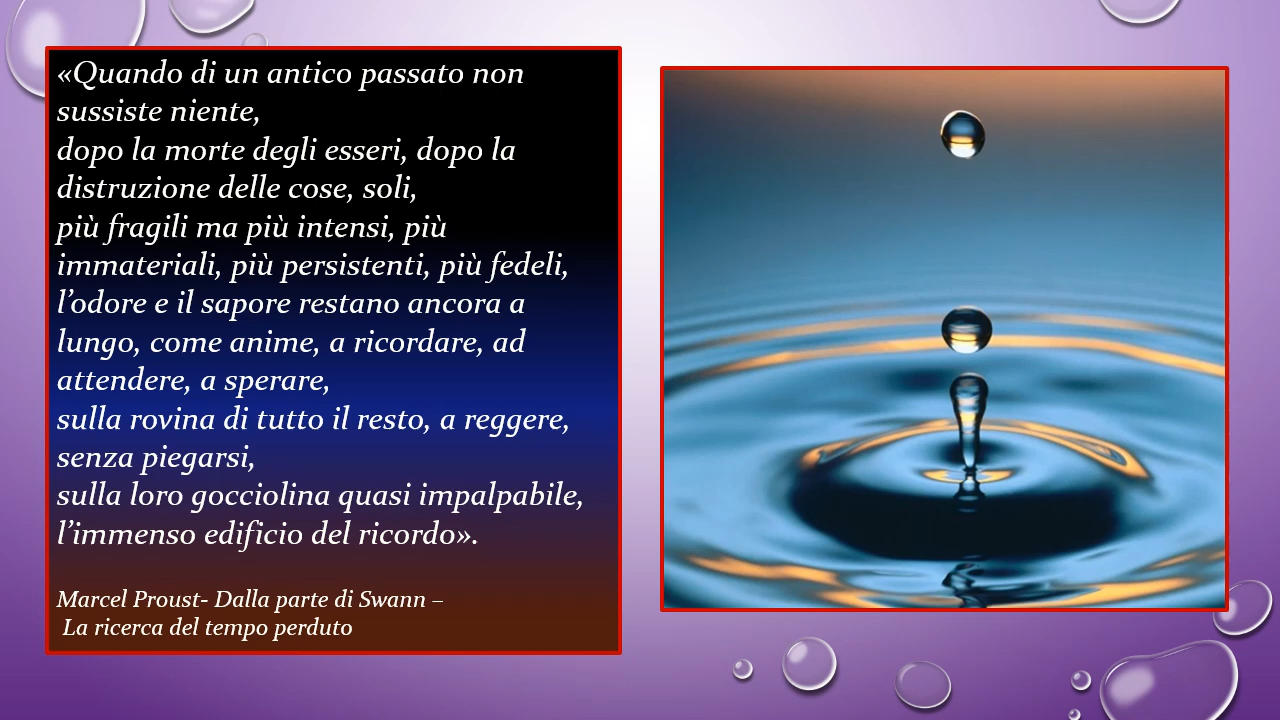 «Quando di un antico passato non
sussiste niente,
dopo la morte degli esseri, dopo la
distruzione delle cose, soli,
più fragili ma più intensi, più
immateriali, più persistenti, più fedeli,
l’odore e il sapore restano ancora a
lungo, come anime, a ricordare, ad
attendere, a sperare,
sulla rovina di tutto il resto, a reggere,
senza piegarsi,
sulla loro gocciolina quasi impalpabile,
l’immenso edificio del ricordo».
Marcel Proust- Dalla parte di Swann –
La ricerca del tempo perduto